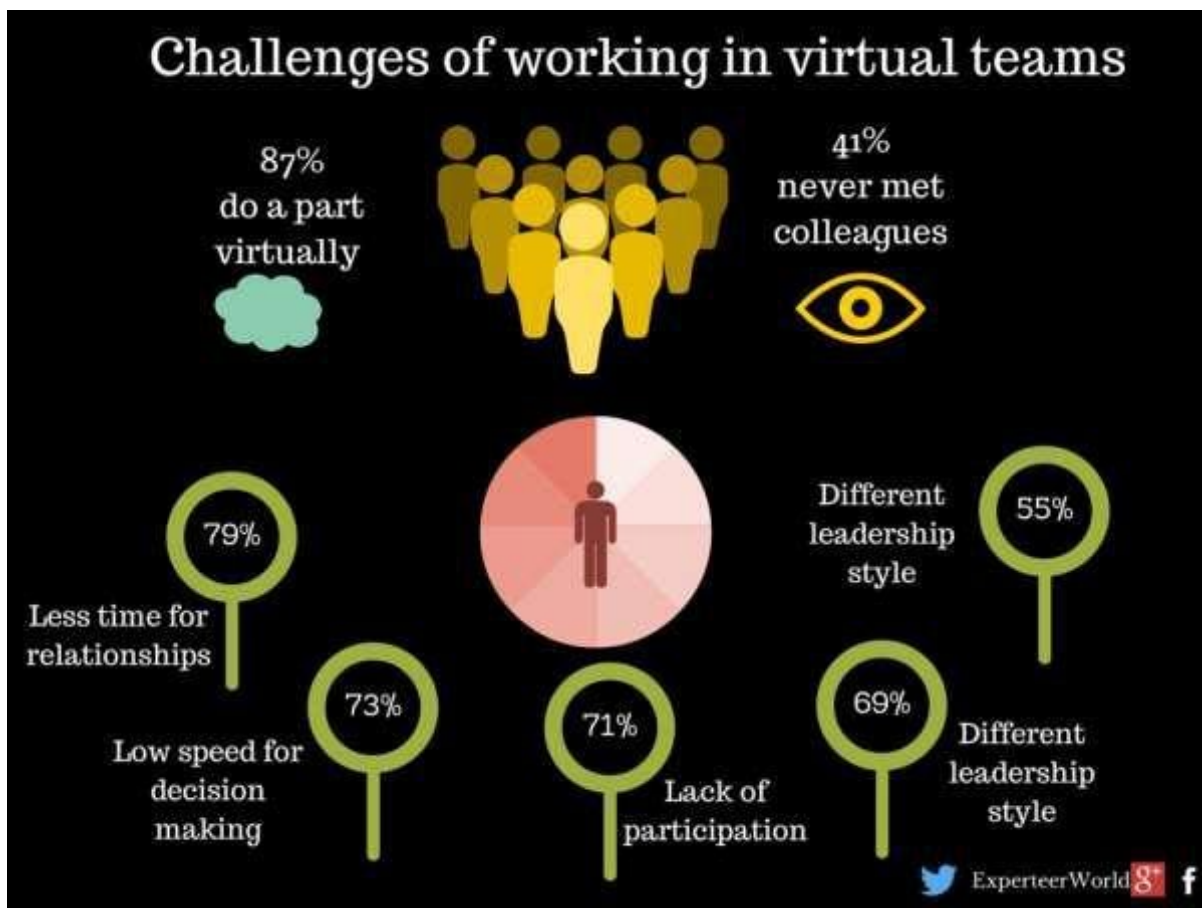 Challenges of working in virtual teams
87%
do a part
virtually
41%
never met
colleagues
79%
Less time for
relationships
73%
Low speed for
decision
making
71%
Lack of
participation
69%
Different
leadership
style
55%
Different
leadership
style
ExperteerWorld
g+
f